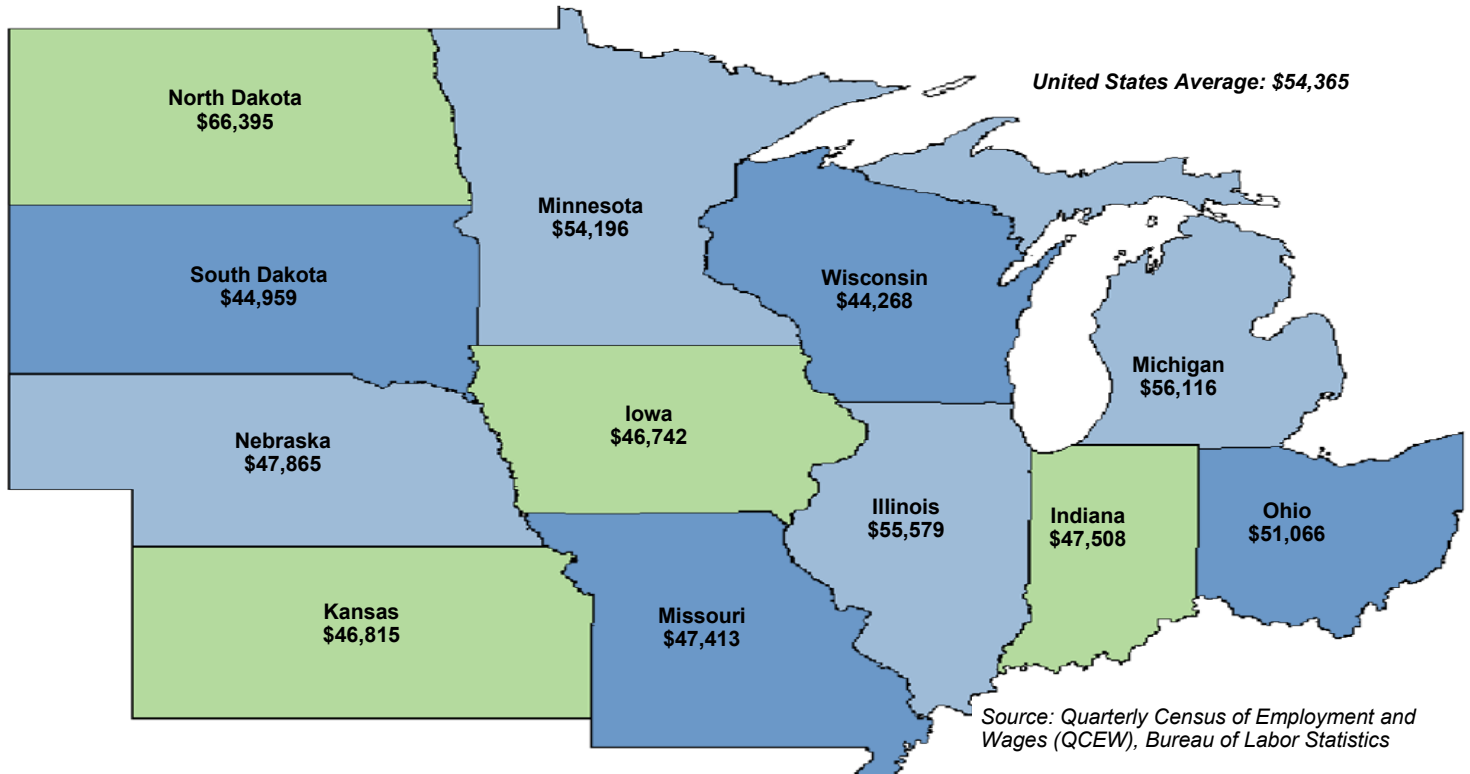 United States Average: $54,365
North Dakota
$66,395
Minnesota
$54,196
South Dakota
$44,959
Wisconsin
$44,268
Michigan
$56,116
Iowa
$46,742
Nebraska
$47,865
Illinois
$55,579
Indiana
$47,508
Ohio
$51,066
Kansas
$46,815
Missouri
$47,413
Source: Quarterly Census of Employment and
Wages (QCEW), Bureau of Labor Statistics